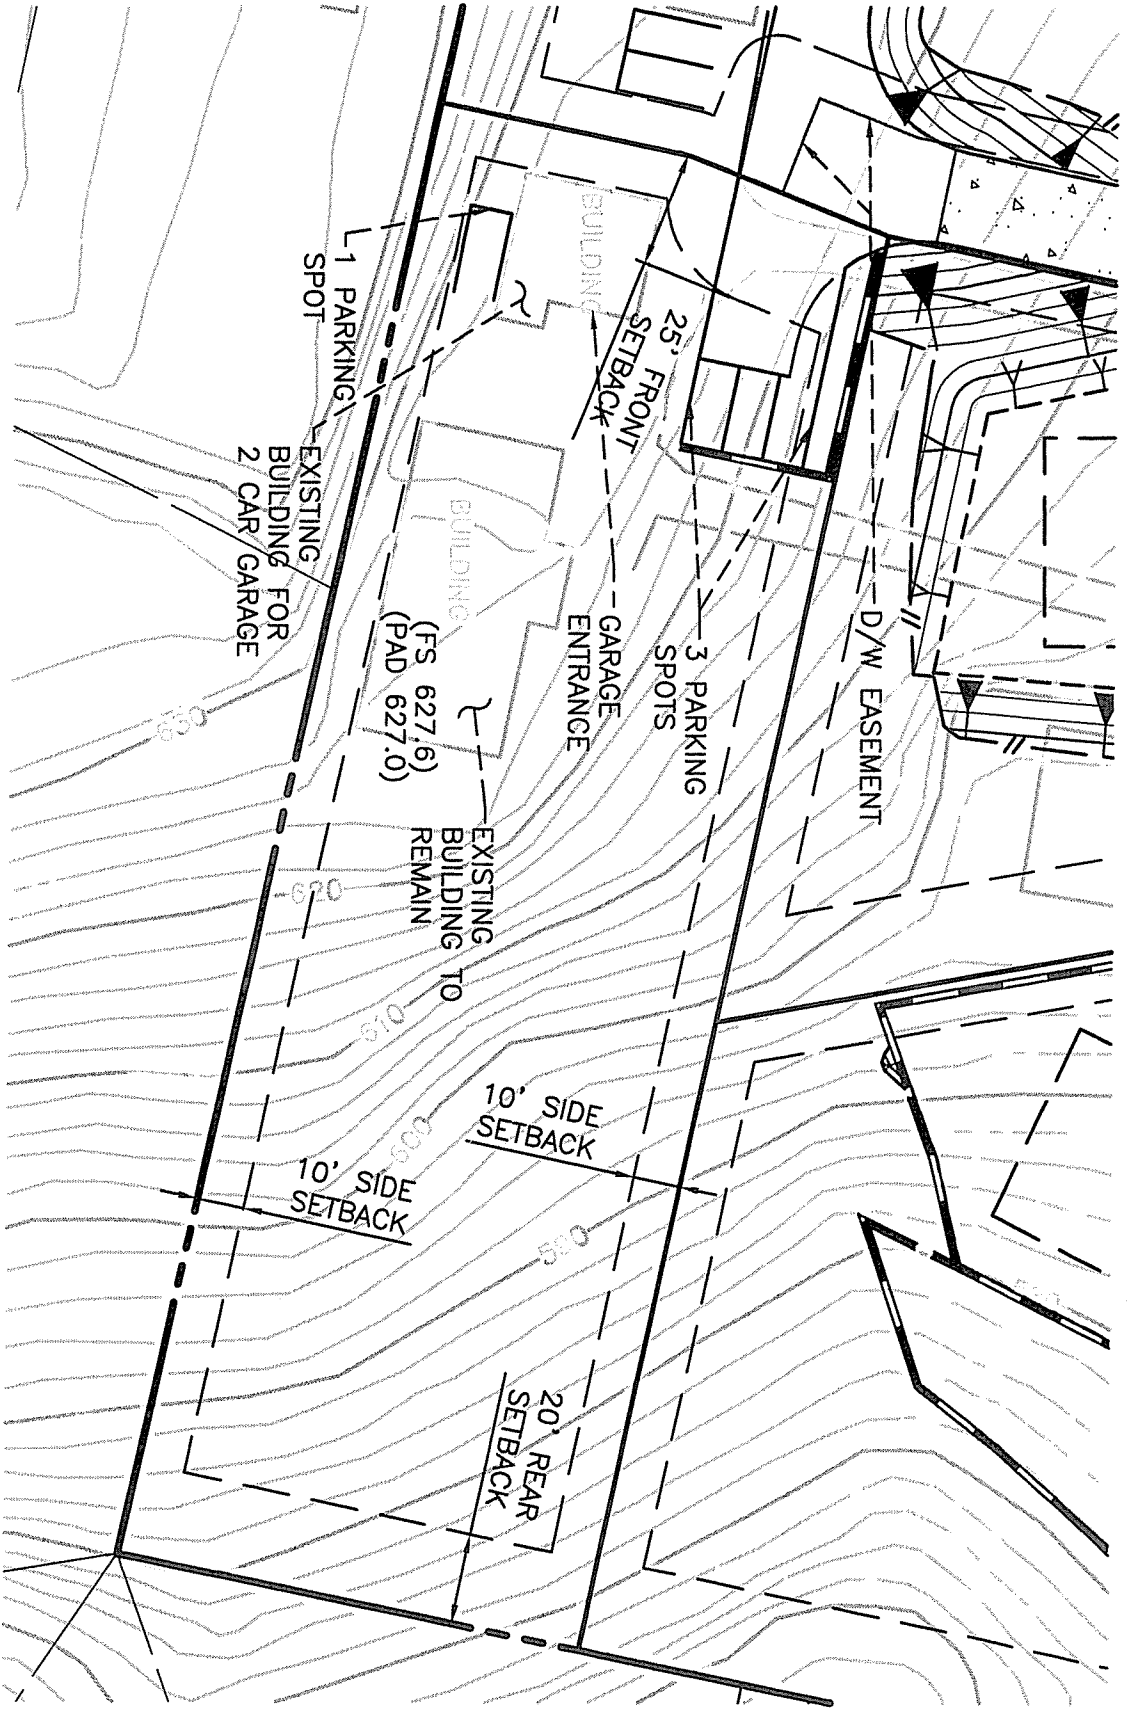 BUILDING
1 PARKING
SPOT
25' FRONT
SETBACK
EXISTING
BUILDING FOR
2 CAR GARAGE
BUILDING
(FS 627.6)
(PAD 627.0)
GARAGE
ENTRANCE
3 PARKING
SPOTS
D/W EASEMENT
EXISTING
BUILDING TO
REMAIN
630
620
610
600
590
10' SIDE
SETBACK
10' SIDE
SETBACK
20' REAR
SETBACK